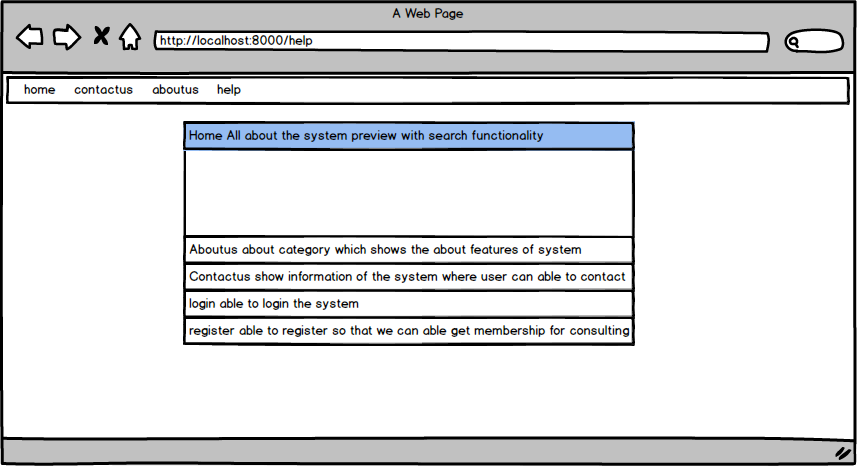 A Web Page
http://localhost:8000/help
home contactus aboutus help
Home All about the system preview with search functionality
Aboutus about category which shows the about features of system
Contactus show information of the system where user can able to contact
login able to login the system
register able to register so that we can able get membership for consulting